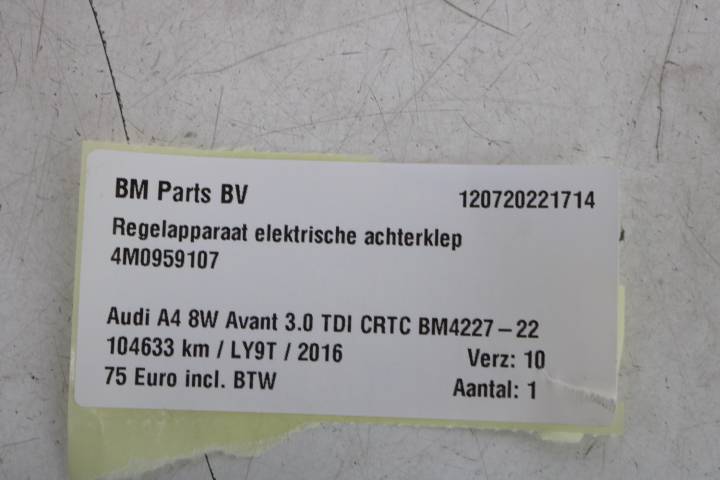 BM Parts BV 120720221714
Regelapparaat elektrische achterklep
4M0959107
Audi A4 8W Avant 3.0 TDI CRTC BM4227-22
104633 km / LY9T / 2016 Verz: 10
75 Euro incl. BTW Aantal: 1